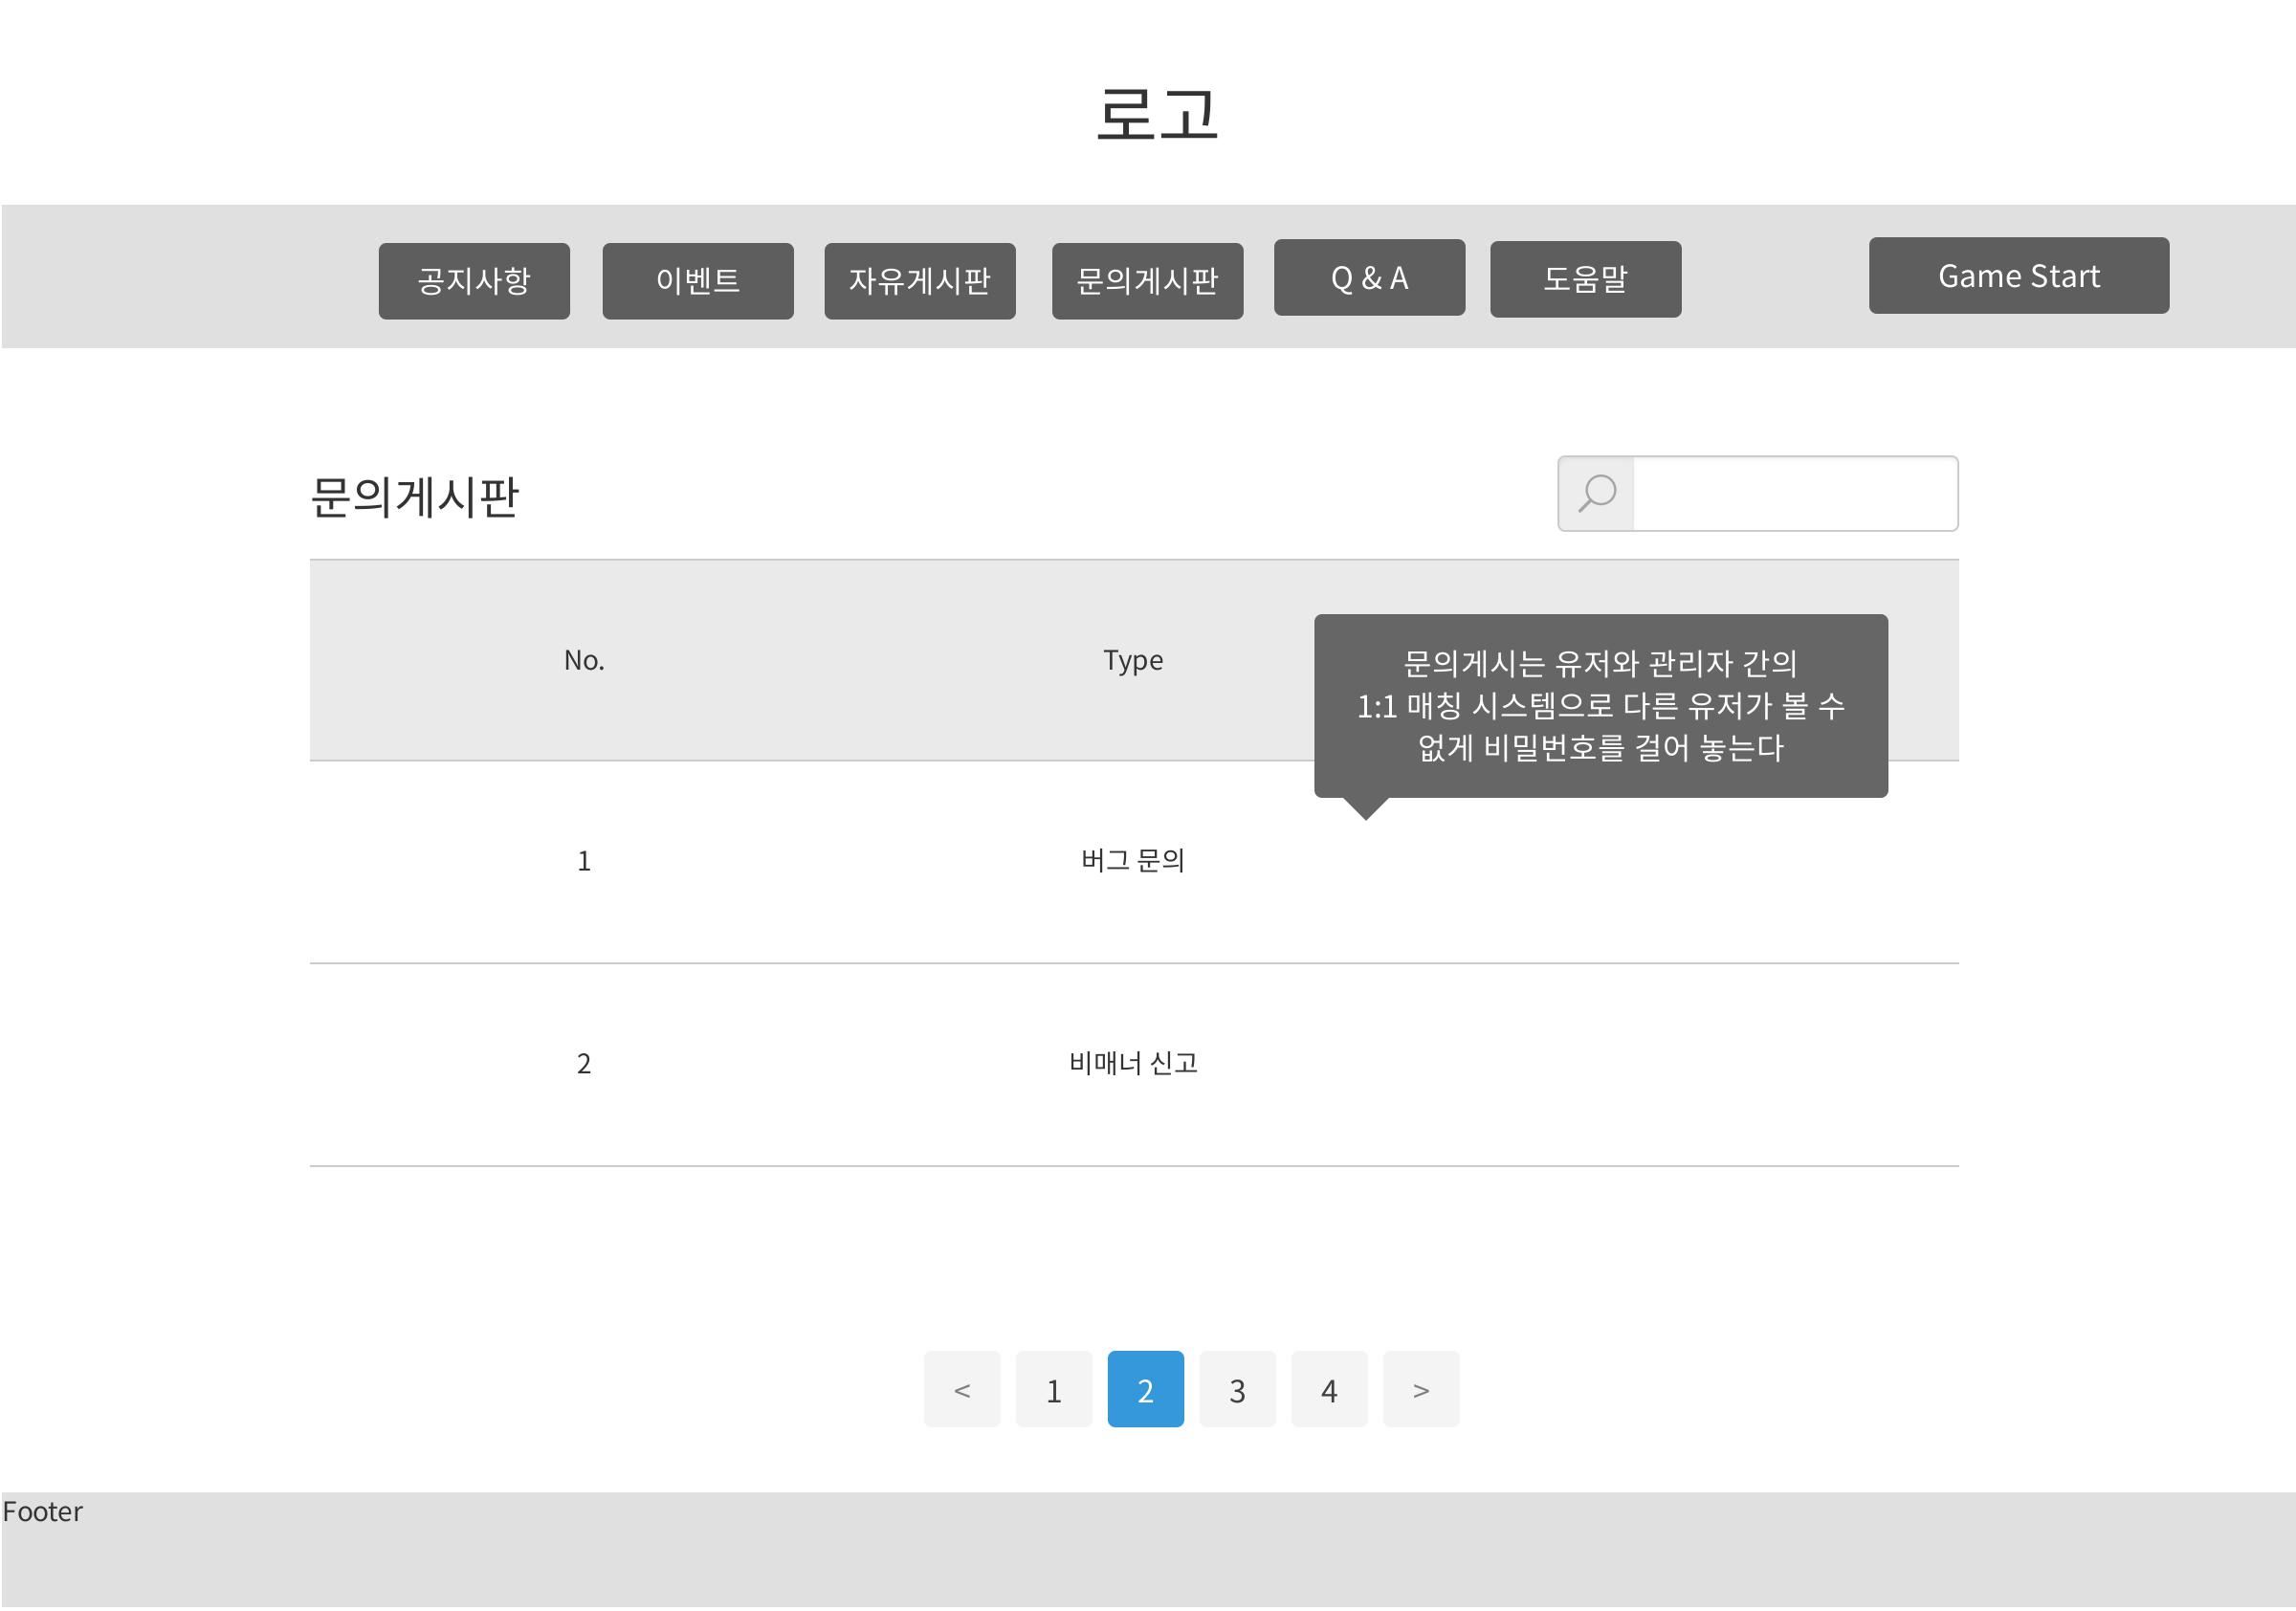 로고
공지사항
이벤트
자유게시판
문의게시판
Q & A
도움말
Game Start
문의게시판
No.
Type
문의게시는 유저와 관리자 간의
1:1 매칭 시스템으로 다른 유저가 볼 수
없게 비밀번호를 걸어 놓는다
1
버그 문의
2
비매너 신고
< 1 2 3 4 >
Footer